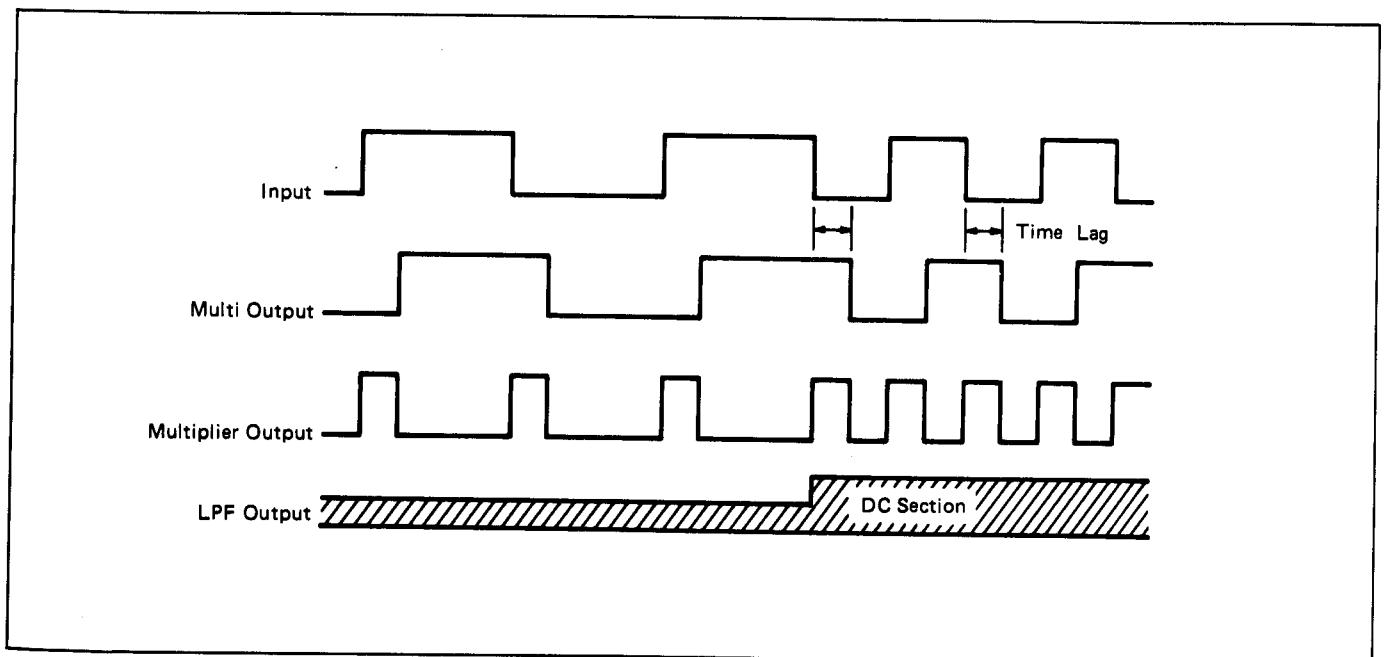 Input
Time Lag
Multi Output
Multiplier Output
LPF Output
DC Section